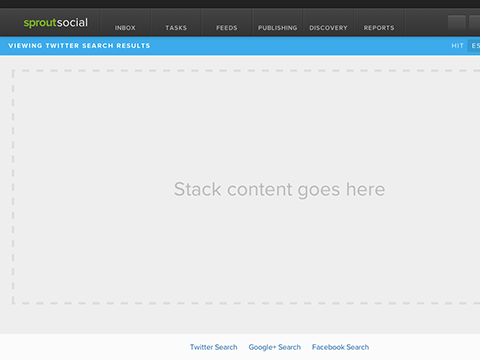 sproutsocial
INBOX TASKS FEEDS PUBLISHING DISCOVERY REPORTS
VIEWING TWITTER SEARCH RESULTS HIT ES
Stack content goes here
Twitter Search Google+ Search Facebook Search